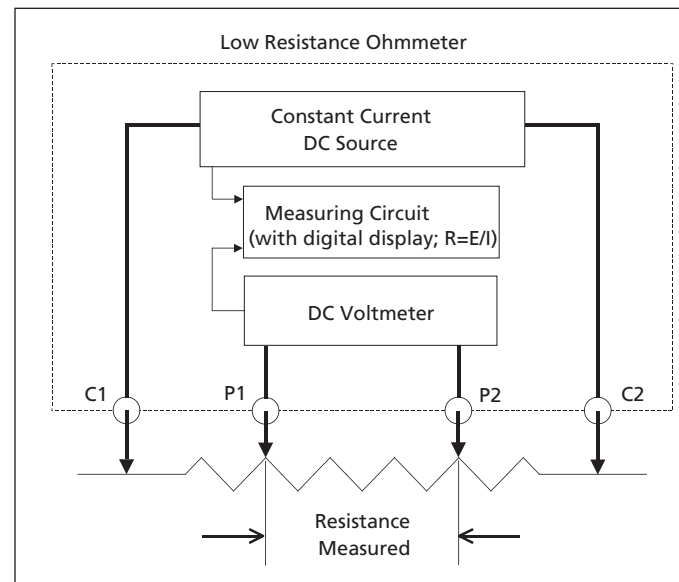 Low Resistance Ohmmeter
Constant Current
DC Source
Measuring Circuit
(with digital display; R=E/I)
DC Voltmeter
C1
P1
P2
C2
Resistance
Measured